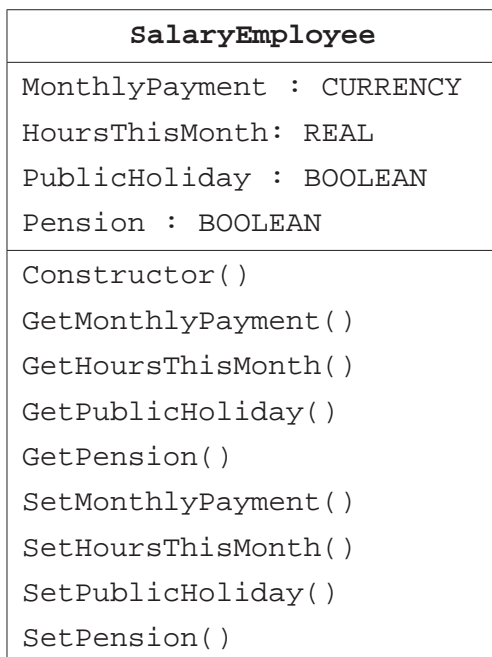 SalaryEmployee
MonthlyPayment : CURRENCY
HoursThisMonth: REAL
PublicHoliday : BOOLEAN
Pension : BOOLEAN
Constructor()
GetMonthlyPayment()
GetHoursThisMonth()
GetPublicHoliday()
GetPension()
SetMonthlyPayment()
SetHoursThisMonth()
SetPublicHoliday()
SetPension()